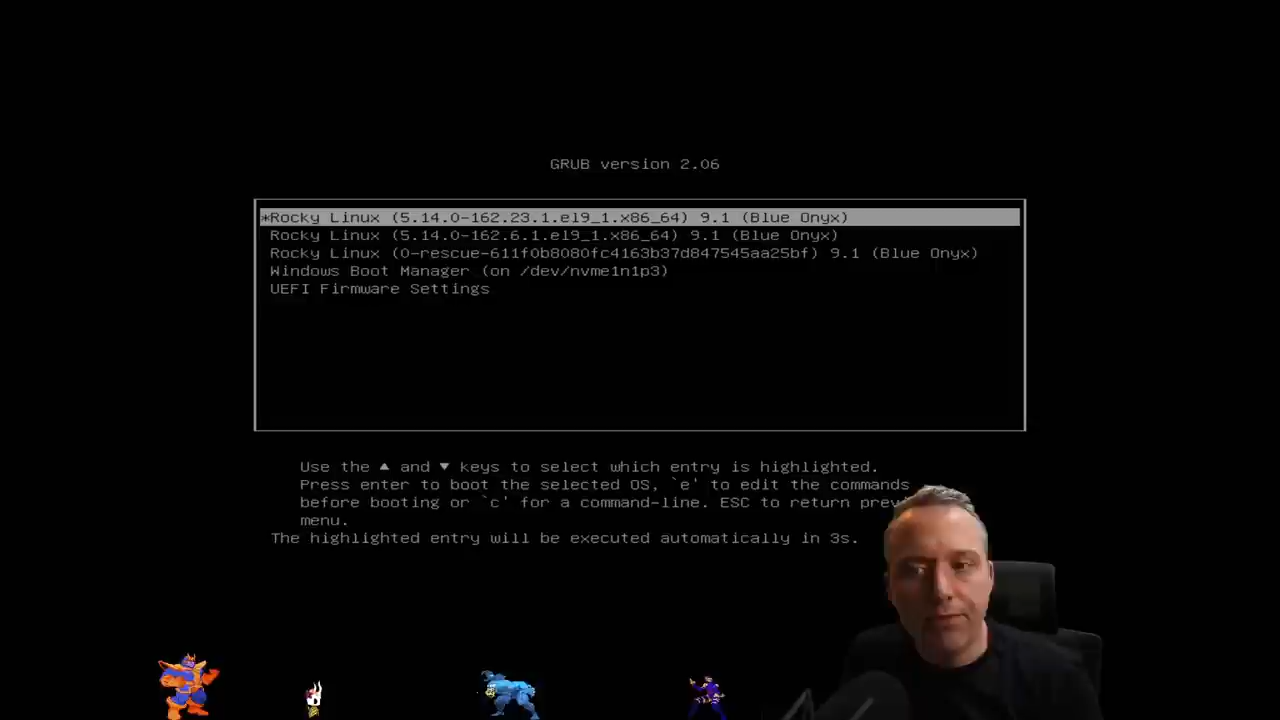 GRUB version 2.06
*Rocky Linux (5.14.0-162.23.1.el9_1.x86_64) 9.1 (Blue Onyx)
Rocky Linux (5.14.0-162.6.1.el9_1.x86_64) 9.1 (Blue Onyx)
Rocky Linux (0-rescue-611f0b8080fc4163b37d847545aa25bf) 9.1 (Blue Onyx)
Windows Boot Manager (on /dev/nvme1n1p3)
UEFI Firmware Settings
Use the ▲ and ▼ keys to select which entry is highlighted.
Press enter to boot the selected OS, `e' to edit the commands
before booting or `c' for a command-line. ESC to return
menu.
The highlighted entry will be executed automatically in 3s.